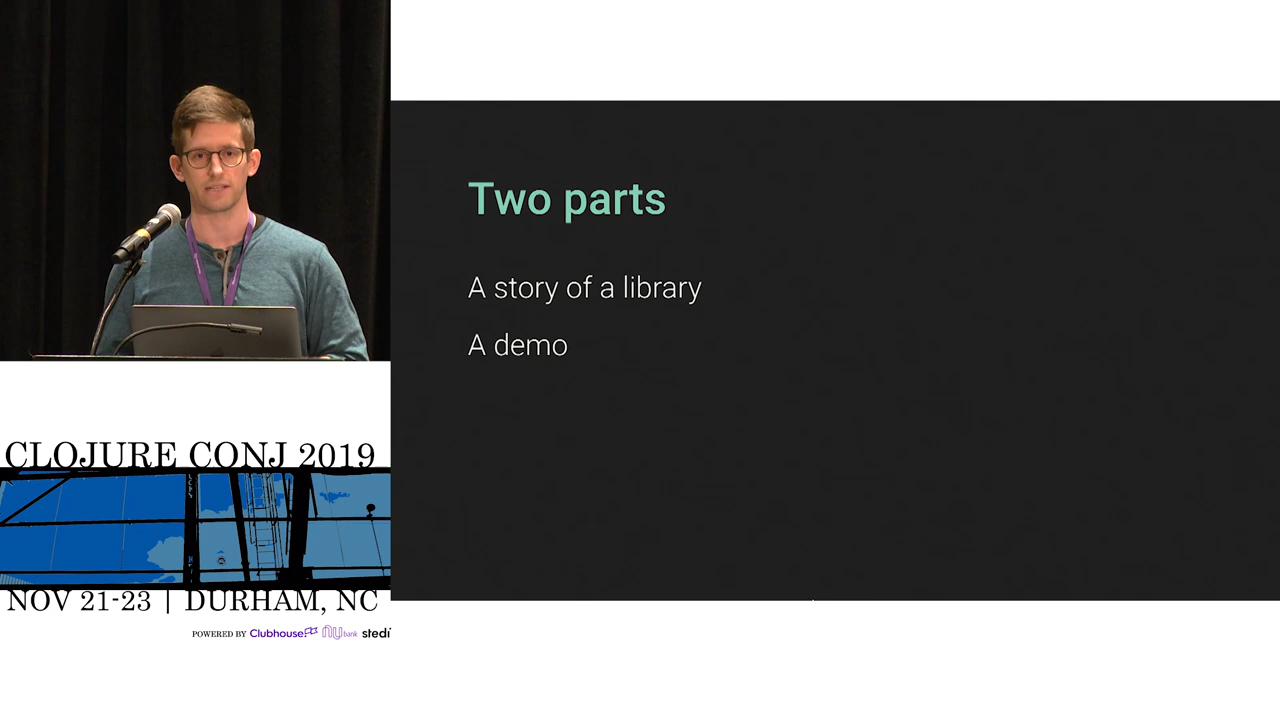 Two parts
A story of a library
A demo
CLOJURE CONJ 2019
NOV 21-23 | DURHAM, NC
POWERED BY Clubhouse nu bank stedi